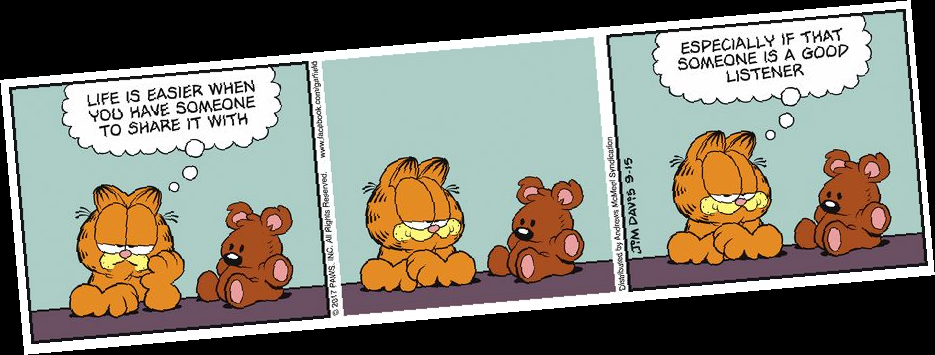 LIFE IS EASIER WHEN
YOU HAVE SOMEONE
TO SHARE IT WITH
© 2017 PAWS, INC. All Rights Reserved. www.facebook.com/garfield
ESPECIALLY IF THAT
SOMEONE IS A GOOD
LISTENER
Distributed by Andrews McMeel Syndication
JIM DAVIS 9-15